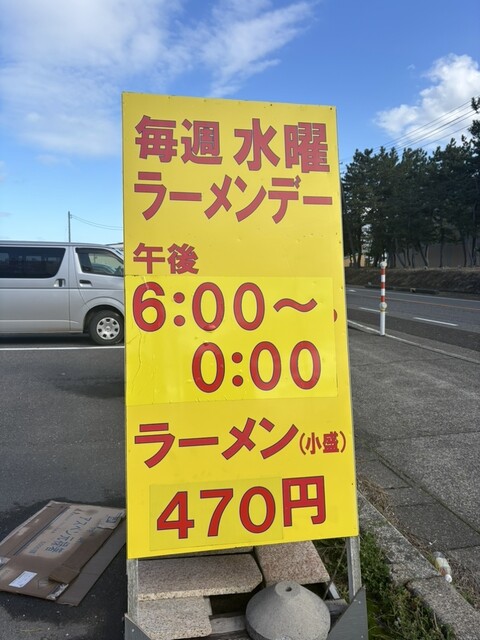 毎週 水曜
ラーメンデー
午後
6:00〜
0:00
ラーメン(小盛)
470円